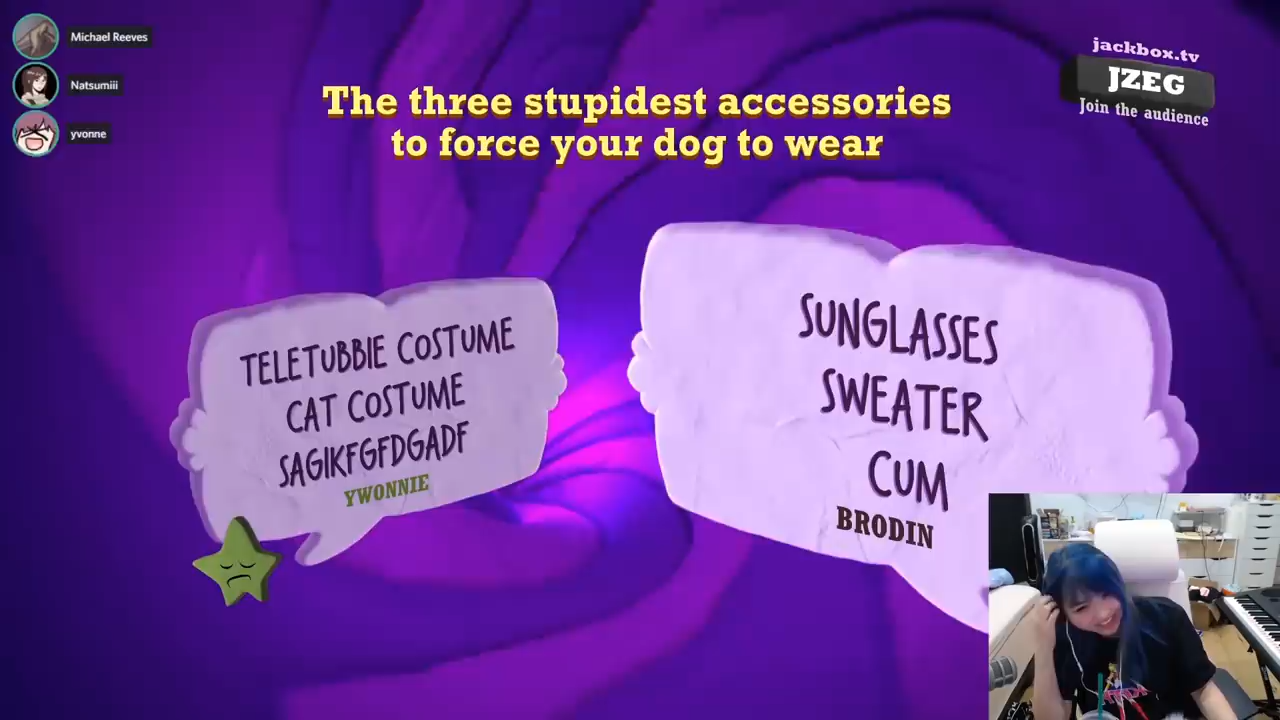 Michael Reeves
Natsumiii
yvonne
jackbox.tv
JZEG
Join the audience
The three stupidest accessories
to force your dog to wear
TELETUBBIE COSTUME
CAT COSTUME
SAGIKFGFDGADF
YWONNIE
SUNGLASSES
SWEATER
CUM
BRODIN